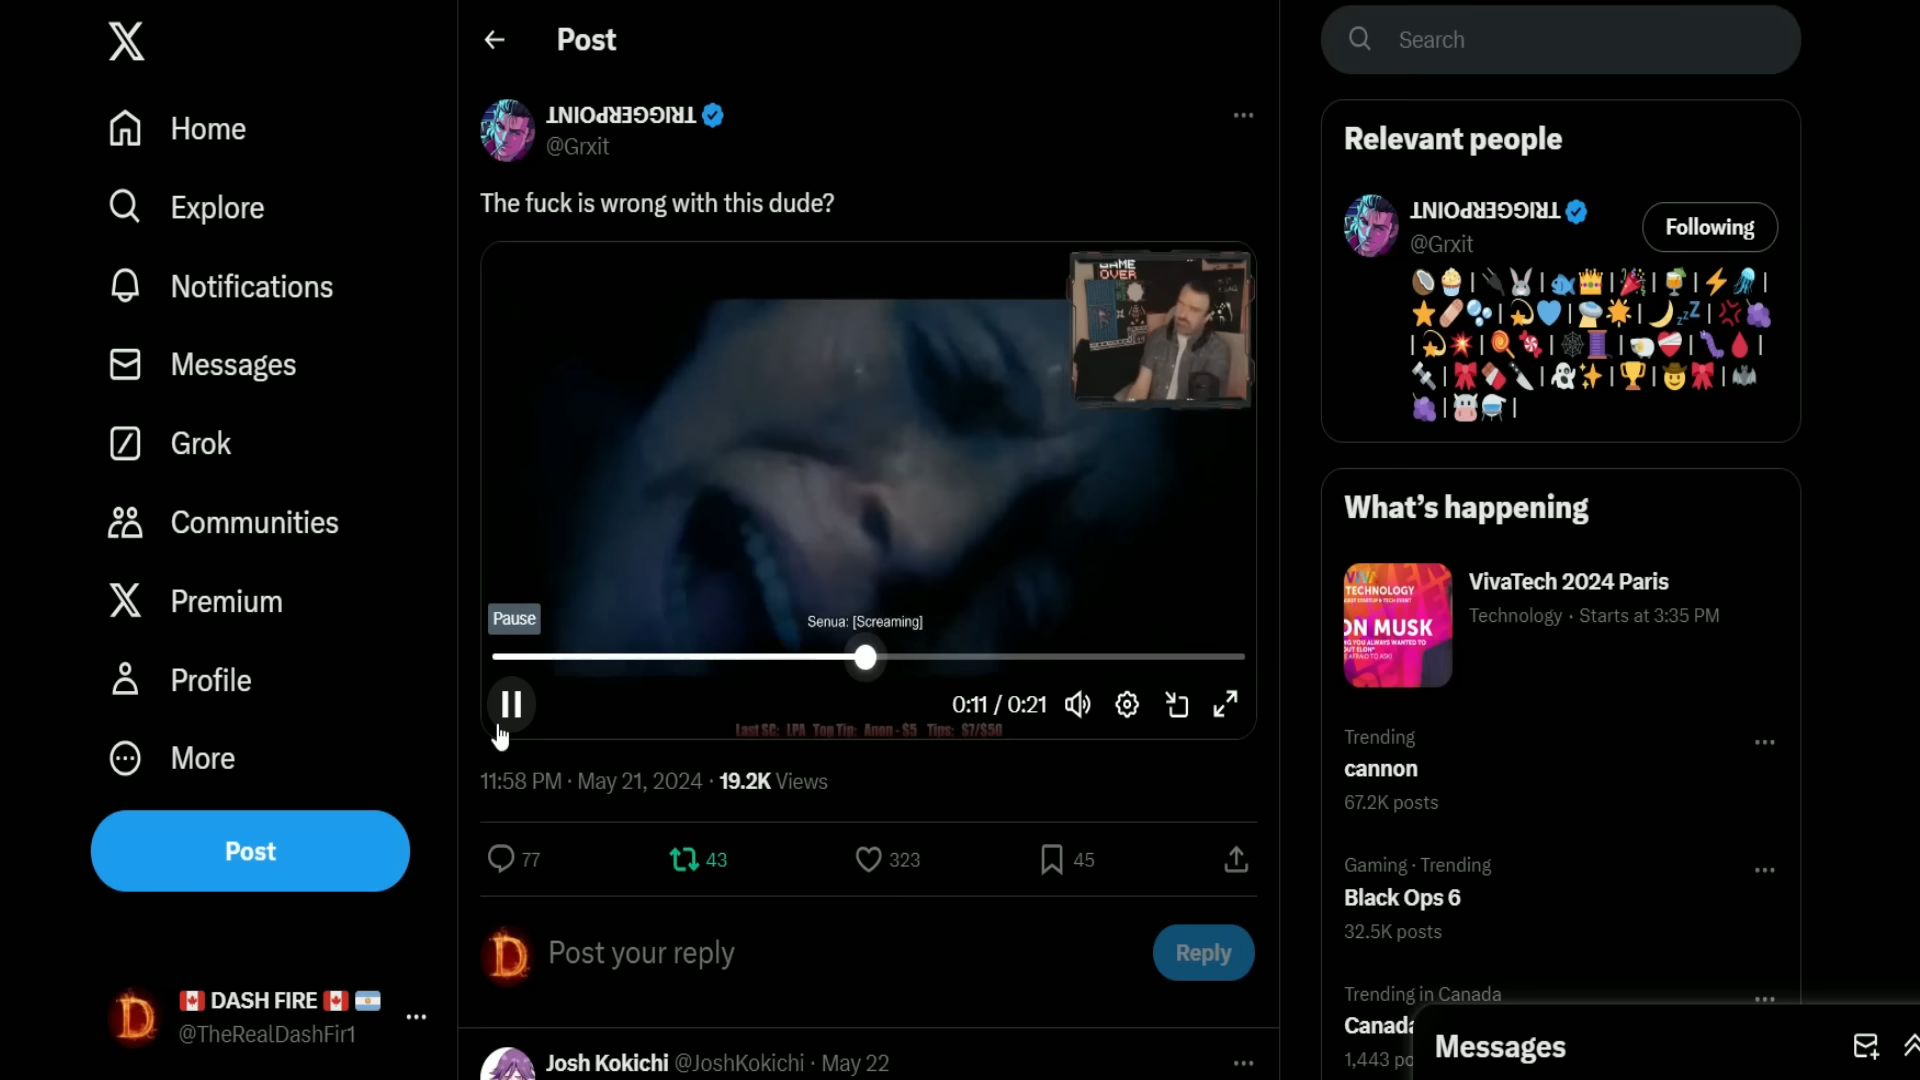 Home
Explore
Notifications
Messages
Grok
Communities
Premium
Profile
More
Post
DASH FIRE
@TheRealDashFir1
Post
TRIGGERPOINT
@Grxit
The fuck is wrong with this dude?
GAME
OVER
Pause
Senua: [Screaming]
0:11 / 0:21
Last SC: LPA Top Tip: Anon - $5 Tips: $7/$50
11:58 PM · May 21, 2024 · 19.2K Views
77
43
323
45
Post your reply
Reply
Josh Kokichi @JoshKokichi · May 22
Search
Relevant people
TRIGGERPOINT
@Grxit
Following
What's happening
VIVA
TECHNOLOGY
ON MUSK
VivaTech 2024 Paris
Technology · Starts at 3:35 PM
Trending
cannon
67.2K posts
Gaming · Trending
Black Ops 6
32.5K posts
Trending in Canada
Canada
1,443 po
Messages